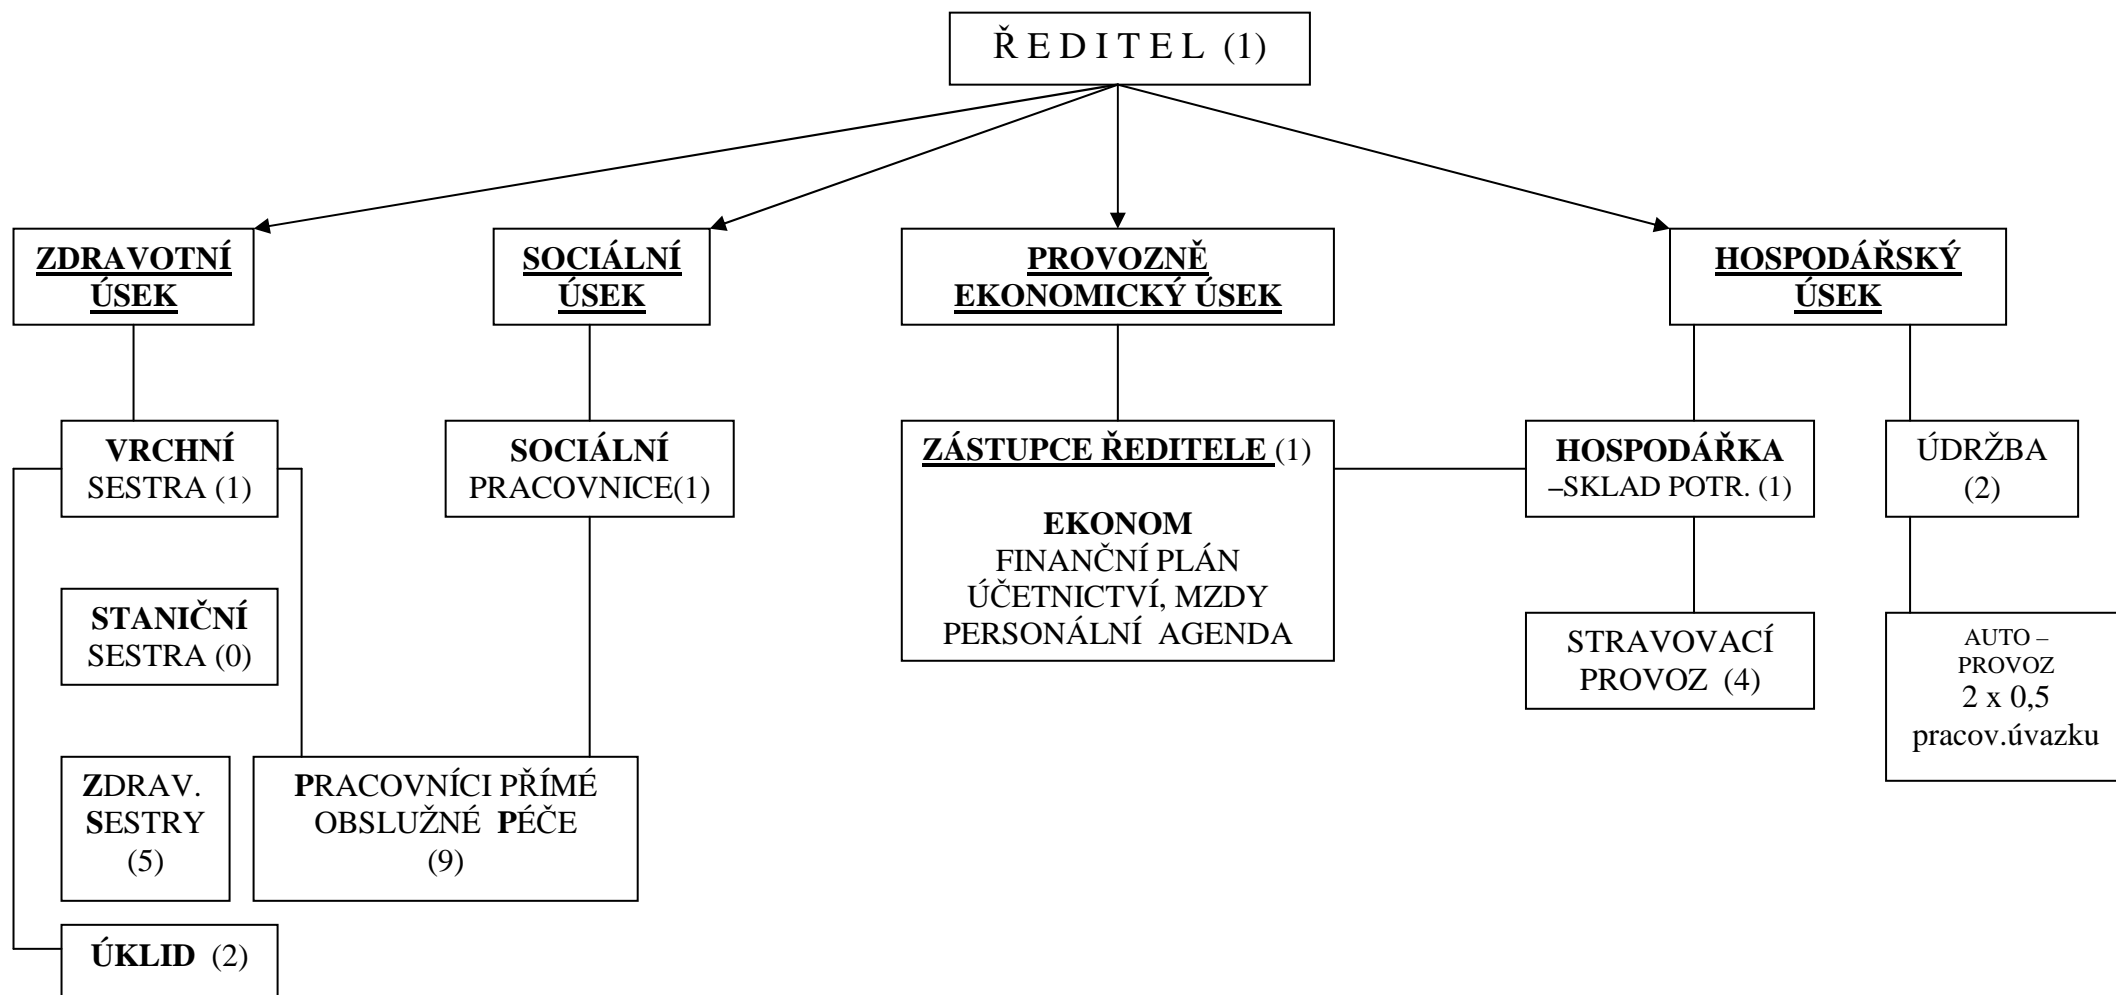 Ř E D I T E L (1)
ZDRAVOTNÍ
ÚSEK
SOCIÁLNÍ
ÚSEK
PROVOZNĚ
EKONOMICKÝ ÚSEK
HOSPODÁŘSKÝ
ÚSEK
VRCHNÍ
SESTRA (1)
SOCIÁLNÍ
PRACOVNICE(1)
ZÁSTUPCE ŘEDITELE (1)
EKONOM
FINANČNÍ PLÁN
ÚČETNICTVÍ, MZDY
PERSONÁLNÍ AGENDA
HOSPODÁŘKA
–SKLAD POTR. (1)
ÚDRŽBA
(2)
STANIČNÍ
SESTRA (0)
STRAVOVACÍ
PROVOZ (4)
AUTO –
PROVOZ
2 x 0,5
pracov.úvazku
ZDRAV.
SESTRY
(5)
PRACOVNÍCI PŘÍMÉ
OBSLUŽNÉ PÉČE
(9)
ÚKLID (2)